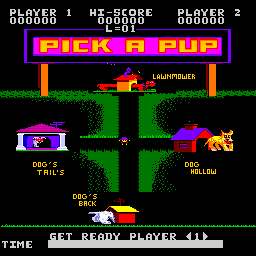 PLAYER 1 HI-SCORE PLAYER 2
000000 000000 000000
L-01
PICK A PUP
LAWNMOWER
DOG'S
TAIL'S
DOG
HOLLOW
DOG'S
BACK
GET READY PLAYER ◀1▶
TIME